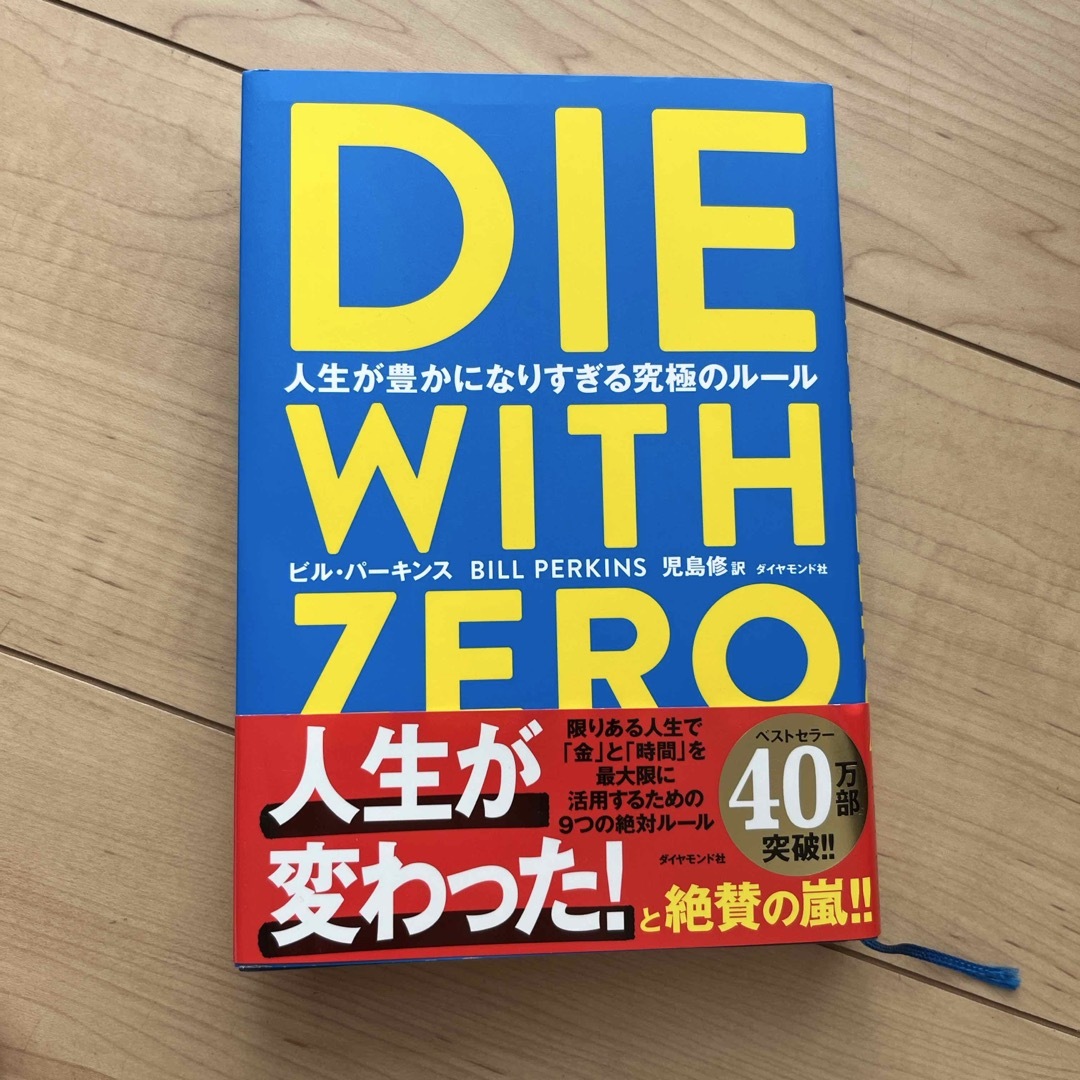 DIE
人生が豊かになりすぎる究極のルール
WITH
ビル・パーキンス BILL PERKINS 児島修 訳 ダイヤモンド社
ZERO
人生が
変わった!
と絶賛の嵐!!
限りある人生で
「金」と「時間」を
最大限に
活用するための
9つの絶対ルール
ダイヤモンド社
ベストセラー
40万部
突破!!